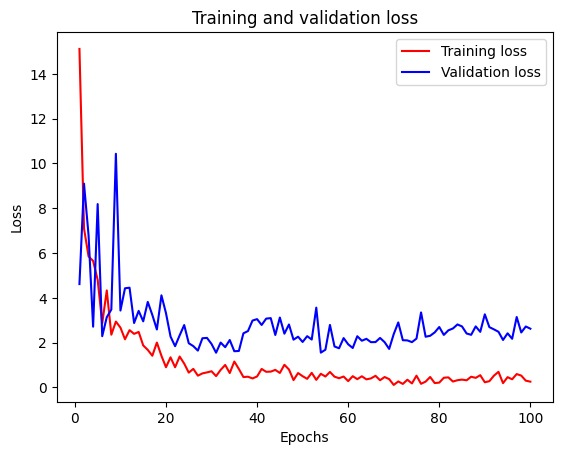 Training and validation loss
Training loss
Validation loss
Loss
14
12
10
8
6
4
2
0
0 20 40 60 80 100
Epochs